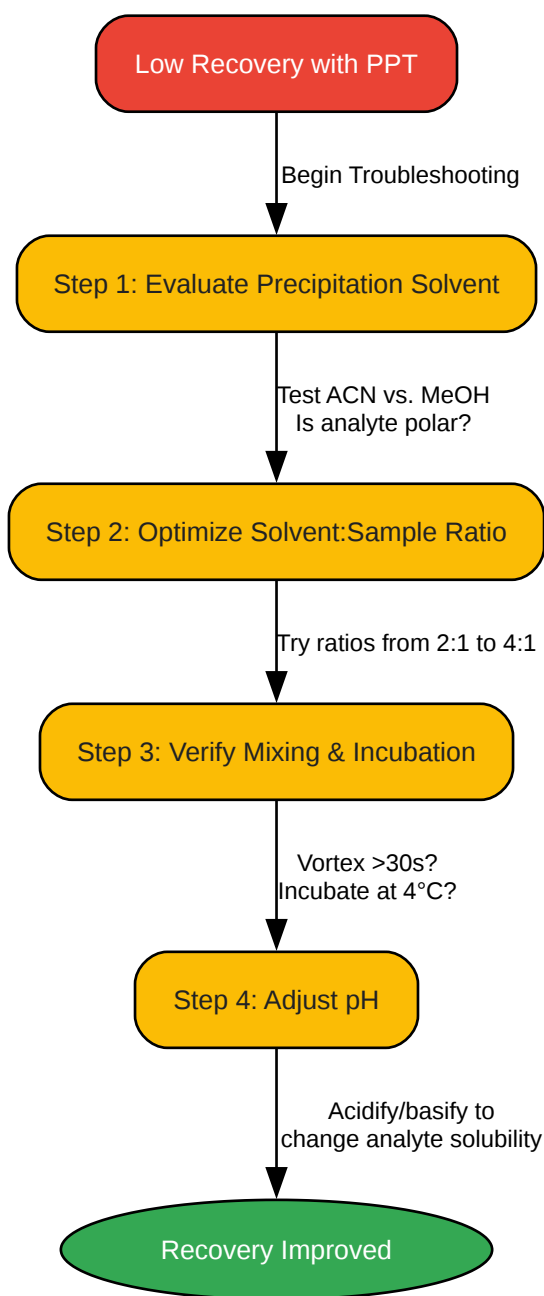 Low Recovery with PPT
Begin Troubleshooting
Step 1: Evaluate Precipitation Solvent
Test ACN vs. MeOH
Is analyte polar?
Step 2: Optimize Solvent:Sample Ratio
Try ratios from 2:1 to 4:1
Step 3: Verify Mixing & Incubation
Vortex >30s?
Incubate at 4°C?
Step 4: Adjust pH
Acidify/basify to
change analyte solubility
Recovery Improved